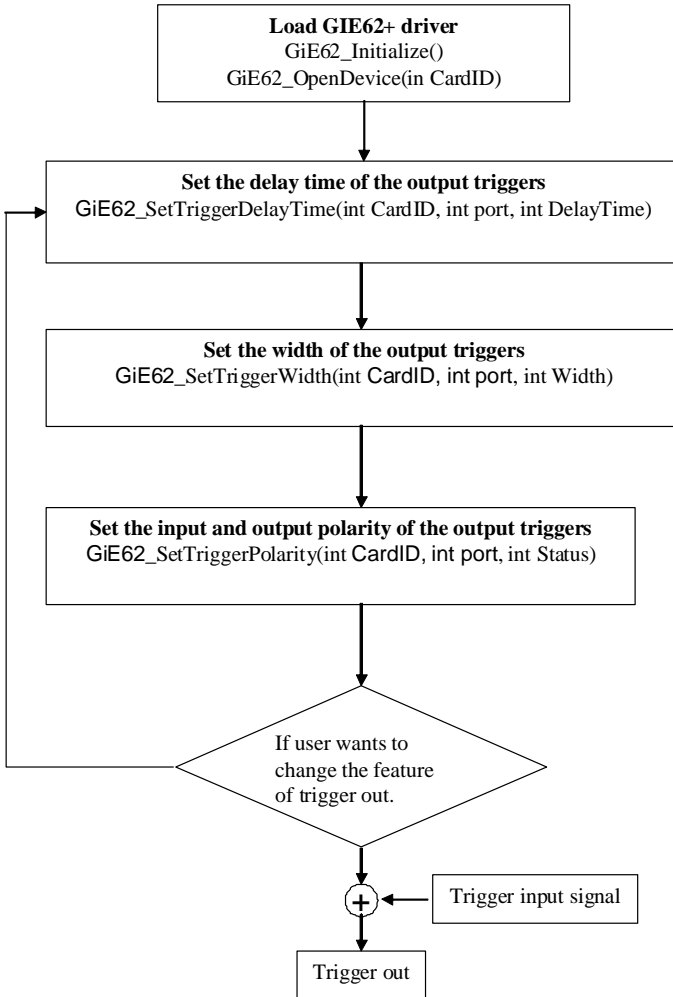 Load GIE62+ driver
GiE62_Initialize()
GiE62_OpenDevice(in CardID)
Set the delay time of the output triggers
GiE62_SetTriggerDelayTime(int CardID, int port, int DelayTime)
Set the width of the output triggers
GiE62_SetTriggerWidth(int CardID, int port, int Width)
Set the input and output polarity of the output triggers
GiE62_SetTriggerPolarity(int CardID, int port, int Status)
If user wants to
change the feature
of trigger out.
+
Trigger input signal
Trigger out